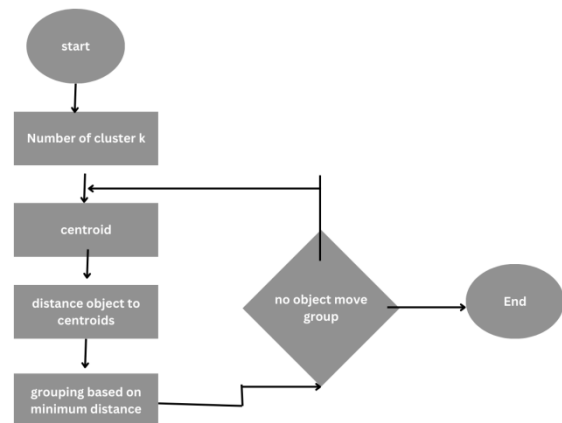 start
Number of cluster k
centroid
distance object to
centroids
grouping based on
minimum distance
no object move
group
End